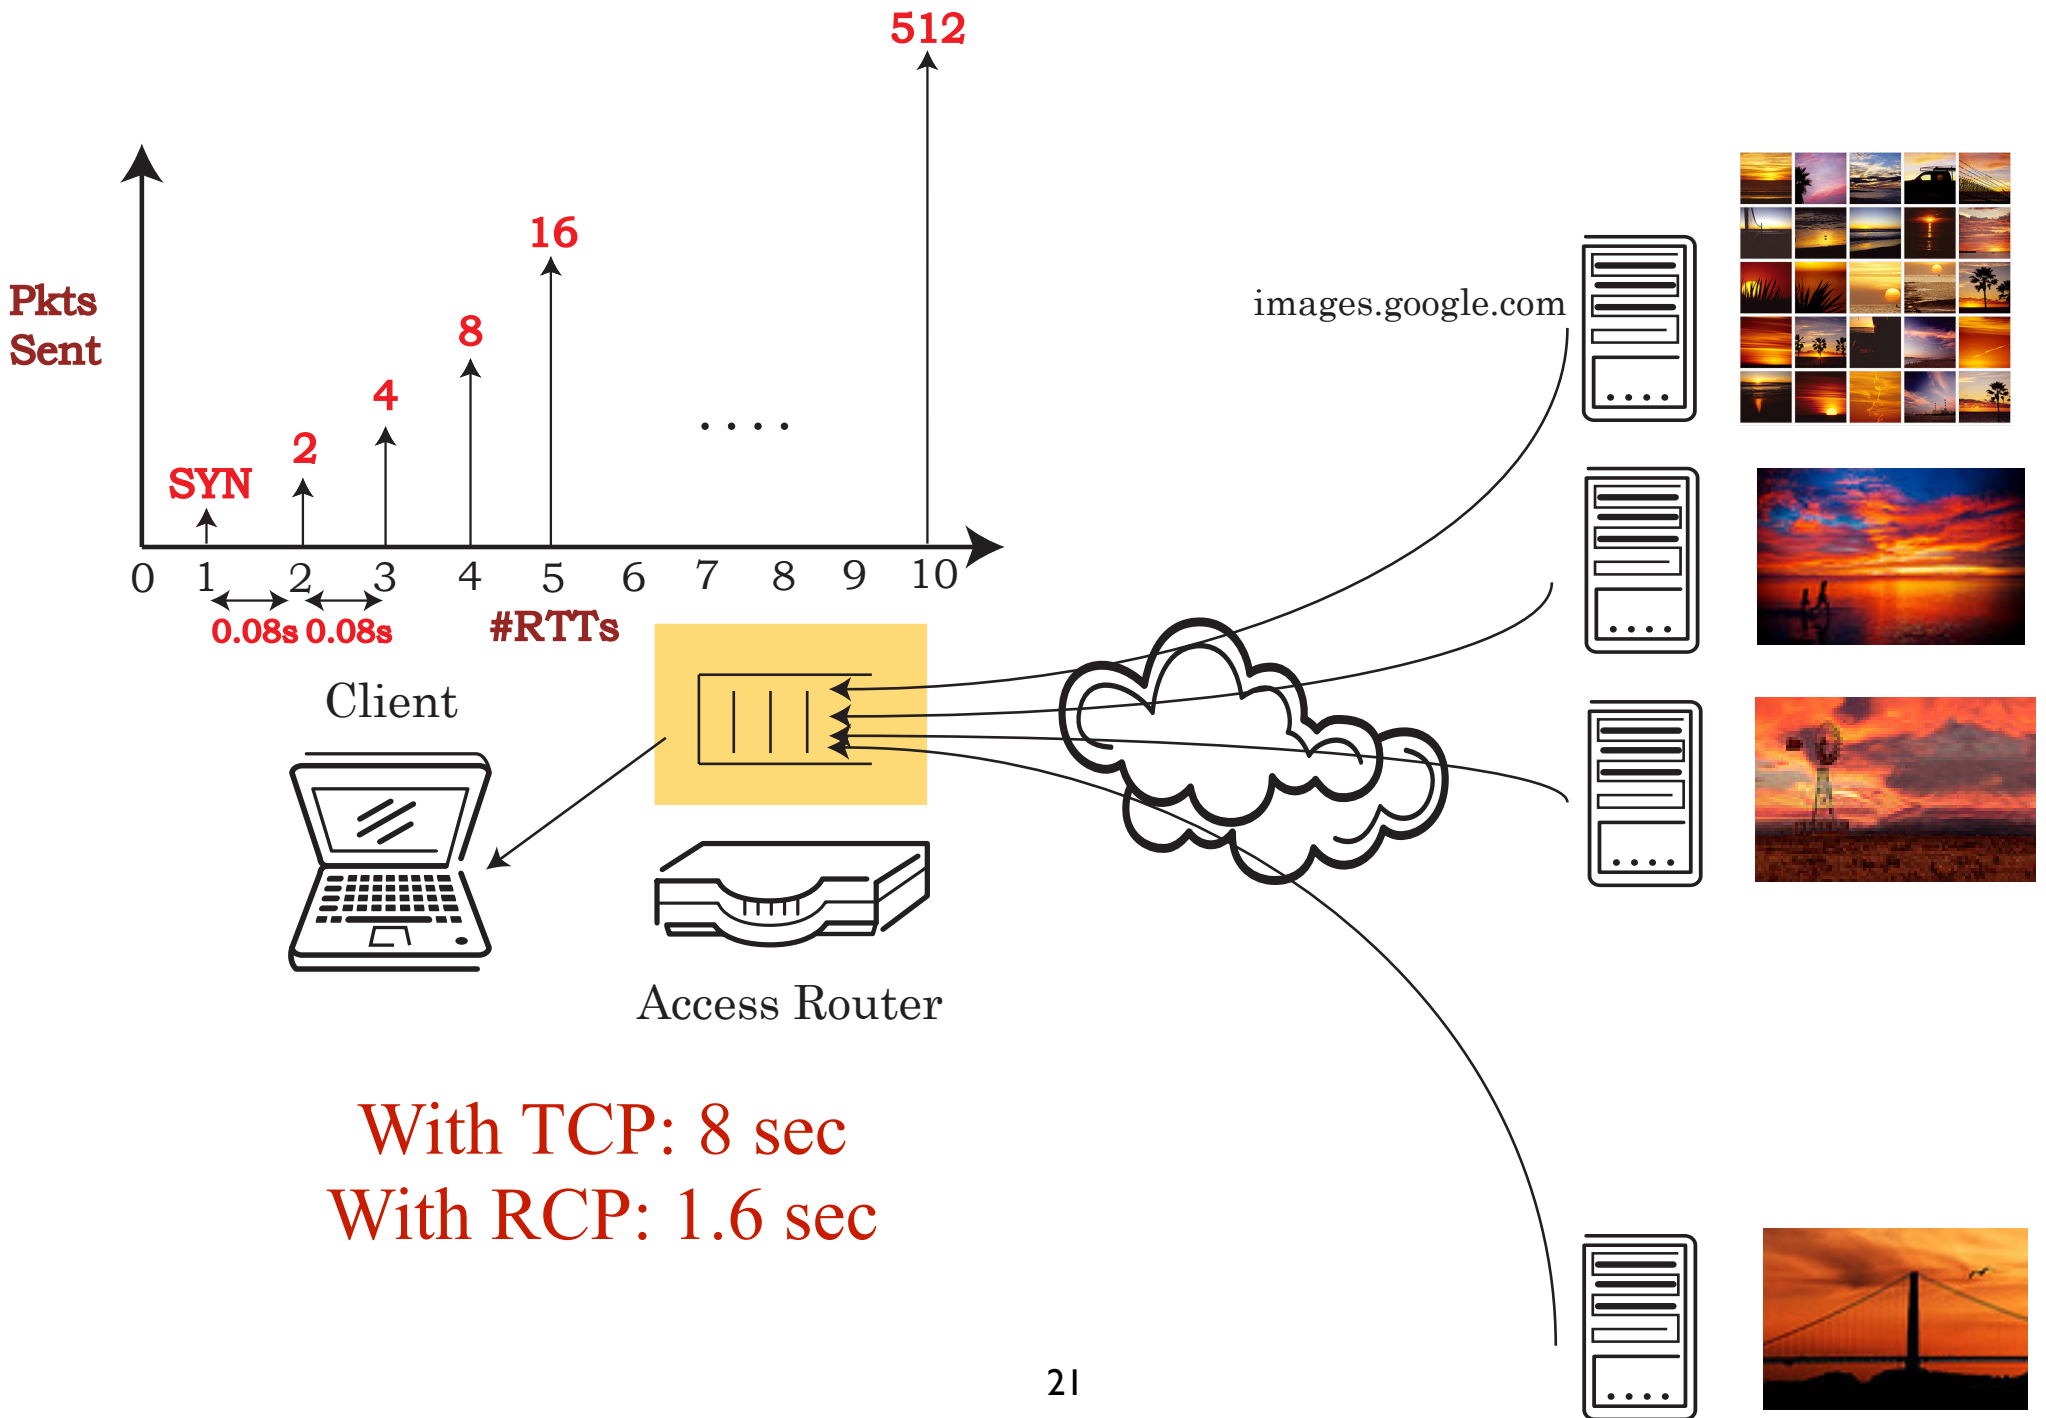 512
16
8
4
2
SYN
Pkts
Sent
. . . .
0 1 2 3 4 5 6 7 8 9 10
0.08s 0.08s
#RTTs
images.google.com
Client
Access Router
With TCP: 8 sec
With RCP: 1.6 sec
21